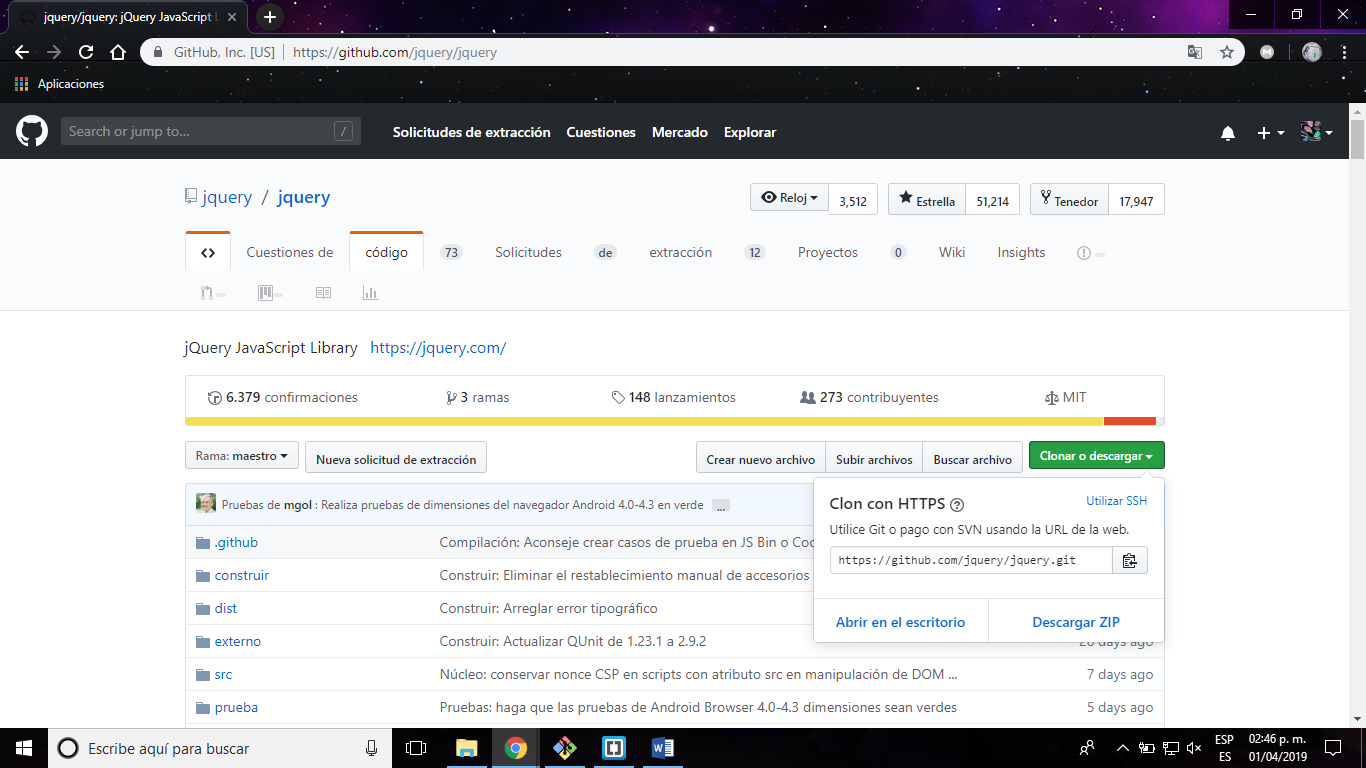 jquery/jquery: jQuery JavaScript L
GitHub, Inc. [US] https://github.com/jquery/jquery
Aplicaciones
Search or jump to... /
Solicitudes de extracción Cuestiones Mercado Explorar
jquery / jquery
Reloj 3,512 Estrella 51,214 Tenedor 17,947
Cuestiones de código 73 Solicitudes de extracción 12 Proyectos 0 Wiki Insights
jQuery JavaScript Library https://jquery.com/
6.379 confirmaciones 3 ramas 148 lanzamientos 273 contribuyentes MIT
Rama: maestro Nueva solicitud de extracción Crear nuevo archivo Subir archivos Buscar archivo Clonar o descargar
Clon con HTTPS ? Utilizar SSH
Utilice Git o pago con SVN usando la URL de la web.
https://github.com/jquery/jquery.git
Abrir en el escritorio Descargar ZIP
Pruebas de mgol : Realiza pruebas de dimensiones del navegador Android 4.0-4.3 en verde ...
.github Compilación: Aconseje crear casos de prueba en JS Bin o
construir Construir: Eliminar el restablecimiento manual de accesorios
dist Construir: Arreglar error tipográfico
externo Construir: Actualizar QUnit de 1.23.1 a 2.9.2 days ago
src Núcleo: conservar nonce CSP en scripts con atributo src en manipulación de DOM ... 7 days ago
prueba Pruebas: haga que las pruebas de Android Browser 4.0-4.3 dimensiones sean verdes 5 days ago
Escribe aquí para buscar
ESP
ES
02:46 p. m.
01/04/2019